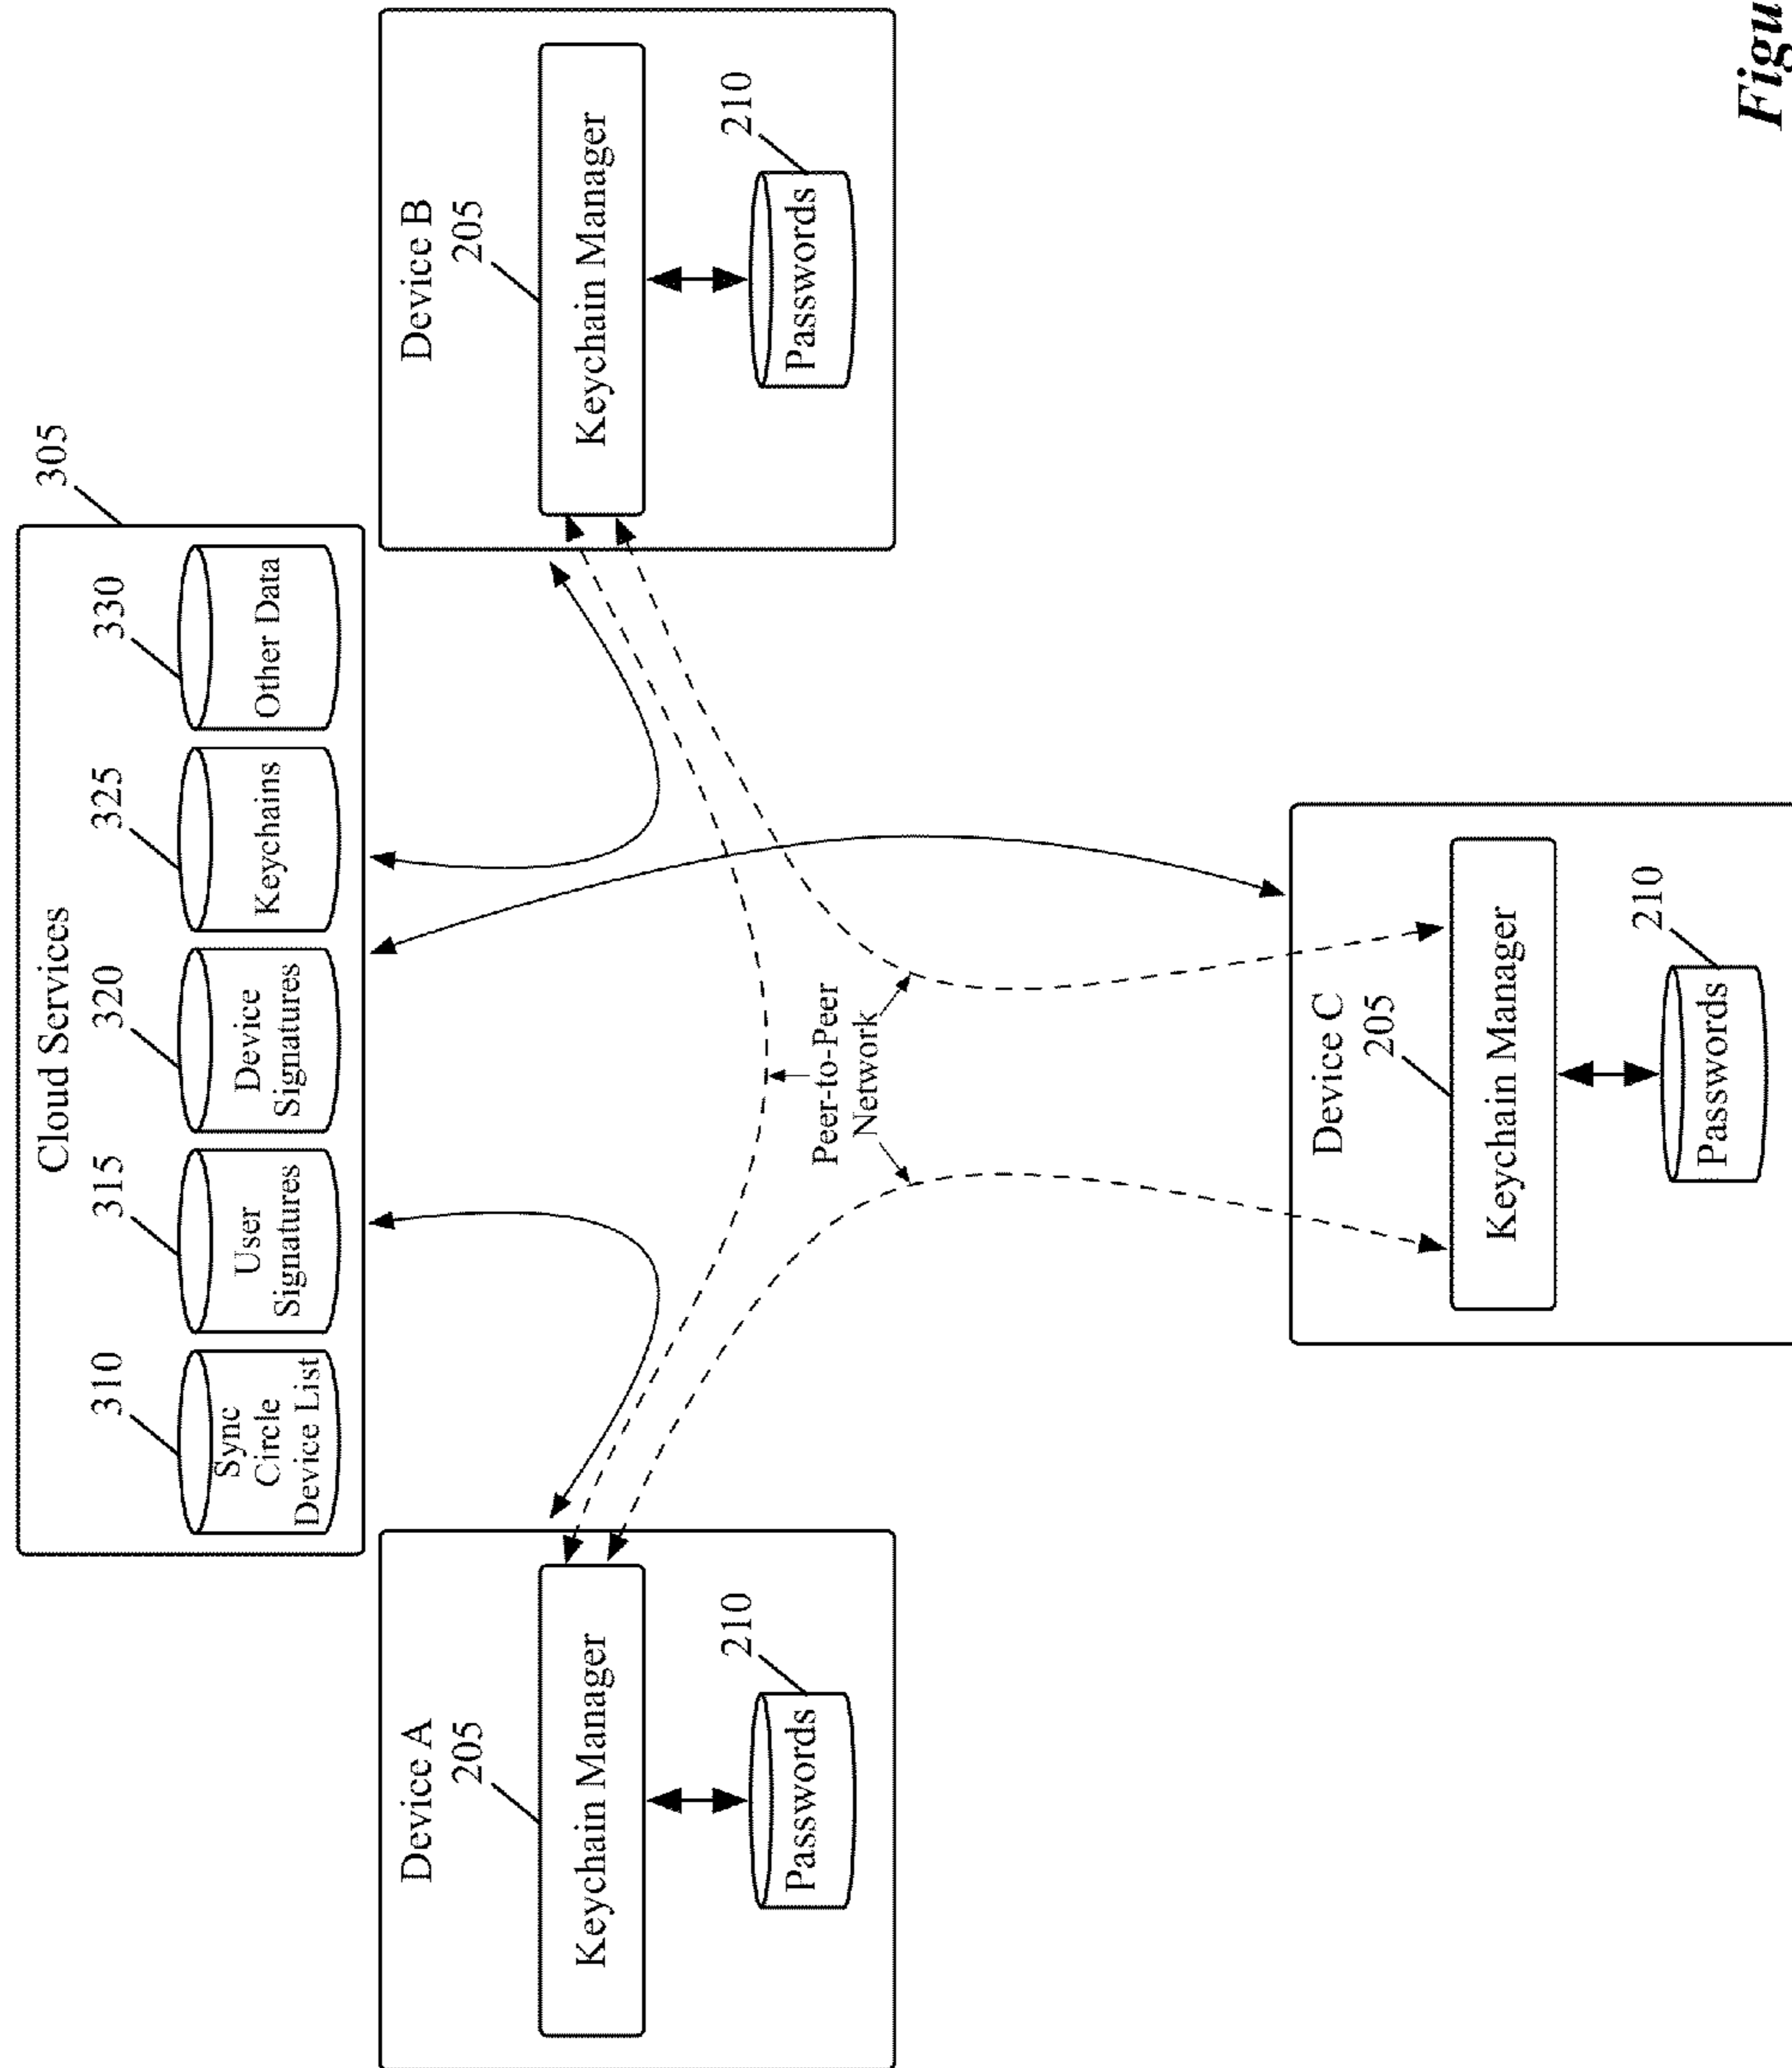 Cloud Services
305
310
315
320
325
330
Sync
Circle
Device List
User
Signatures
Device
Signatures
Keychains
Other Data
Device A
205
Keychain Manager
210
Passwords
Device B
205
Keychain Manager
210
Passwords
Peer-to-Peer
Network
Device C
205
Keychain Manager
210
Passwords
Figu